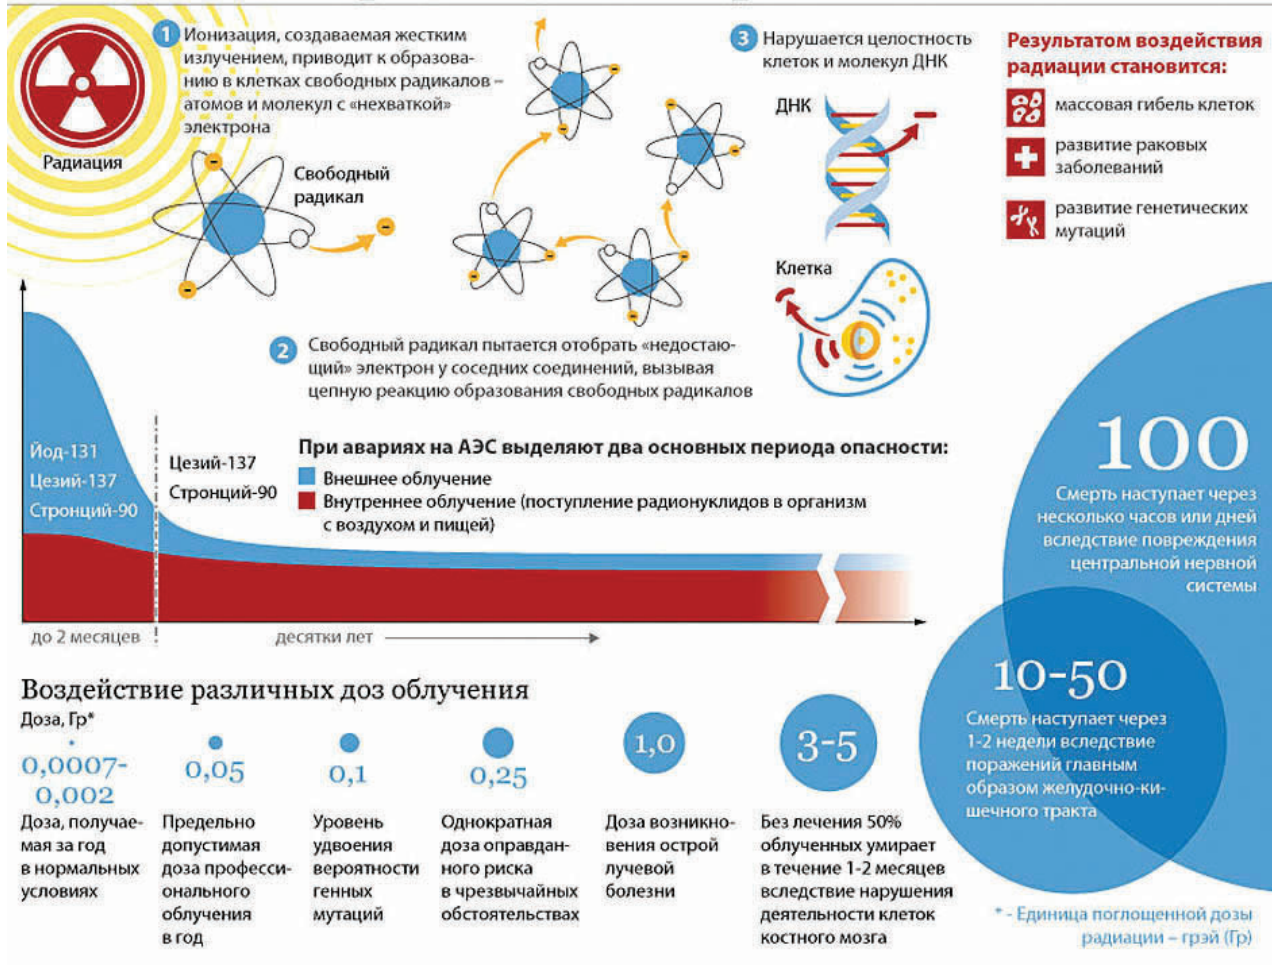 1
Ионизация, создаваемая жестким
излучением, приводит к образова-
нию в клетках свободных радикалов –
атомов и молекул с «нехваткой»
электрона
Радиация
Свободный
радикал
2
Свободный радикал пытается отобрать «недостаю-
щий» электрон у соседних соединений, вызывая
цепную реакцию образования свободных радикалов
3
Нарушается целостность
клеток и молекул ДНК
ДНК
Клетка
Результатом воздействия
радиации становится:
массовая гибель клеток
развитие раковых
заболеваний
развитие генетических
мутаций
Йод-131
Цезий-137
Стронций-90
Цезий-137
Стронций-90
При авариях на АЭС выделяют два основных периода опасности:
Внешнее облучение
Внутреннее облучение (поступление радионуклидов в организм
с воздухом и пищей)
до 2 месяцев
десятки лет
Воздействие различных доз облучения
Доза, Гр*
0,0007-
0,002
Доза, получае-
мая за год
в нормальных
условиях
0,05
Предельно
допустимая
доза професси-
онального
облучения
в год
0,1
Уровень
удвоения
вероятности
генных
мутаций
0,25
Однократная
доза оправдан-
ного риска
в чрезвычайных
обстоятельствах
1,0
Доза возникно-
вения острой
лучевой
болезни
3-5
Без лечения 50%
облученных умирает
в течение 1-2 месяцев
вследствие нарушения
деятельности клеток
костного мозга
10-50
Смерть наступает через
1-2 недели вследствие
поражений главным
образом желудочно-ки-
шечного тракта
100
Смерть наступает через
несколько часов или дней
вследствие повреждения
центральной нервной
системы
* - Единица поглощенной дозы
радиации – грэй (Гр)